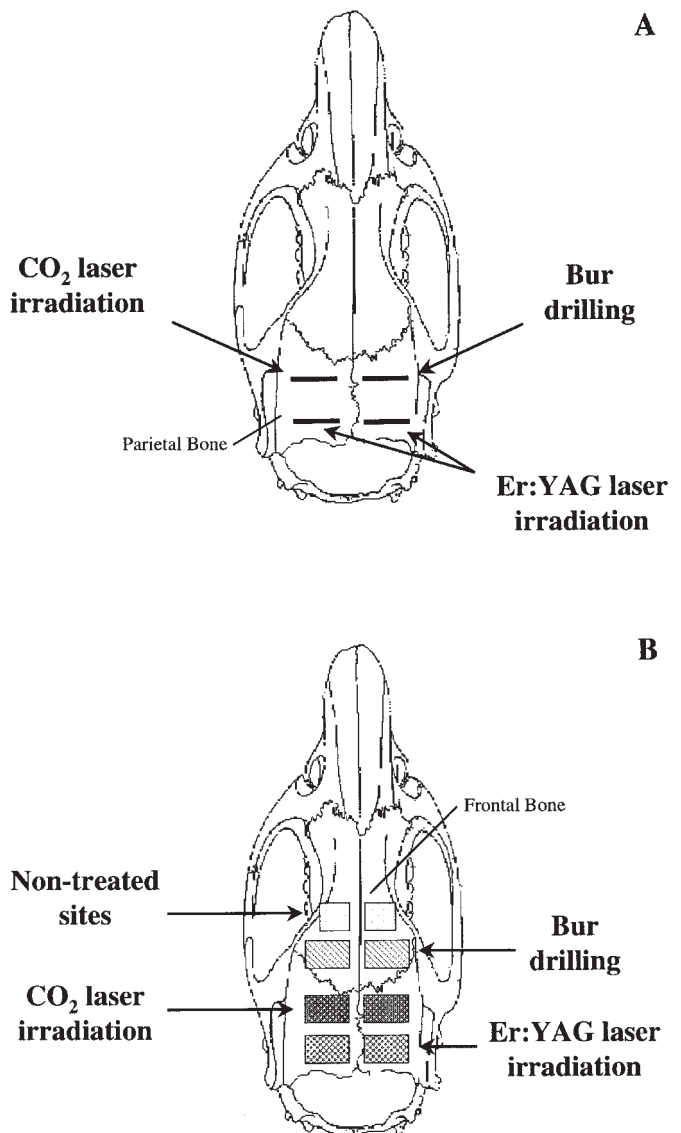 A
CO₂ laser
irradiation
Bur
drilling
Parietal Bone
Er:YAG laser
irradiation
B
Frontal Bone
Non-treated
sites
Bur
drilling
CO₂ laser
irradiation
Er:YAG laser
irradiation